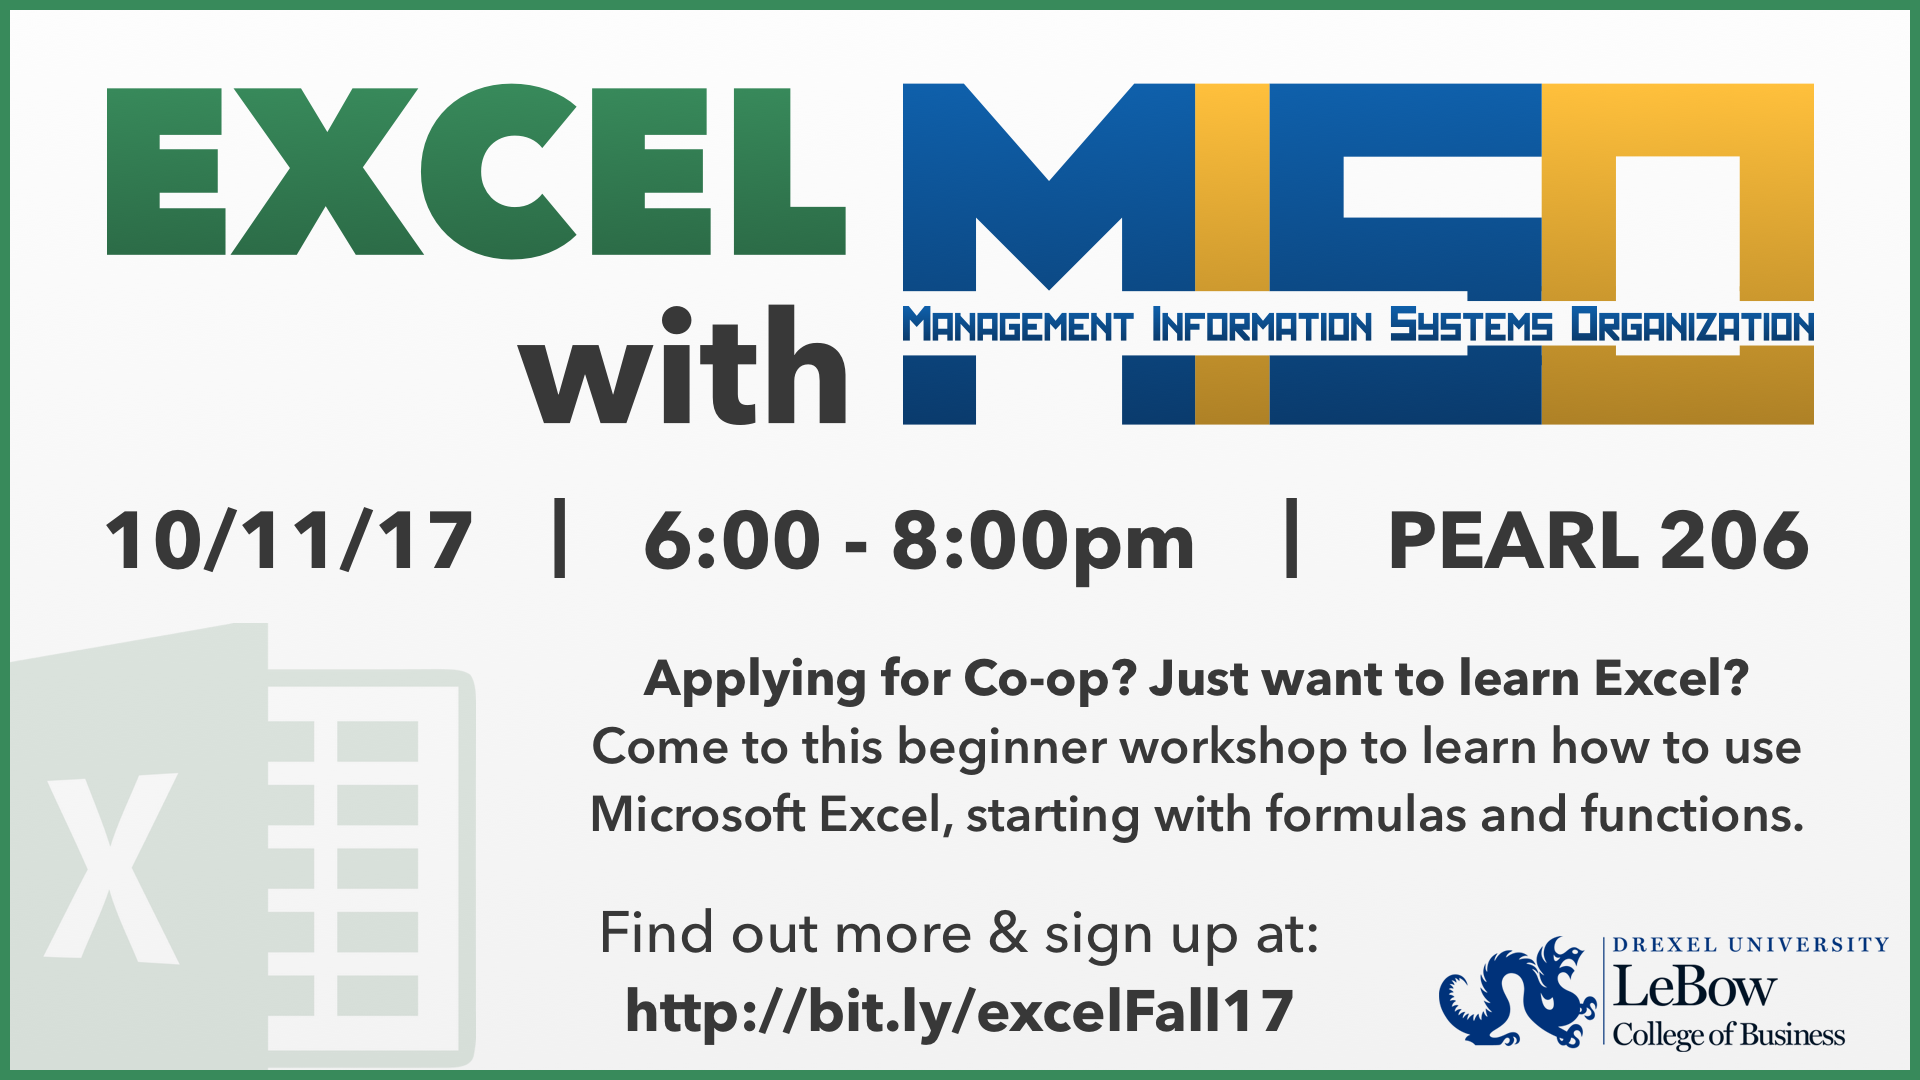 EXCEL
with
MISO
Management Information Systems Organization
10/11/17 | 6:00 - 8:00pm | PEARL 206
Applying for Co-op? Just want to learn Excel?
Come to this beginner workshop to learn how to use
Microsoft Excel, starting with formulas and functions.
Find out more & sign up at:
http://bit.ly/excelFall17
X
DREXEL UNIVERSITY
LeBow
College of Business